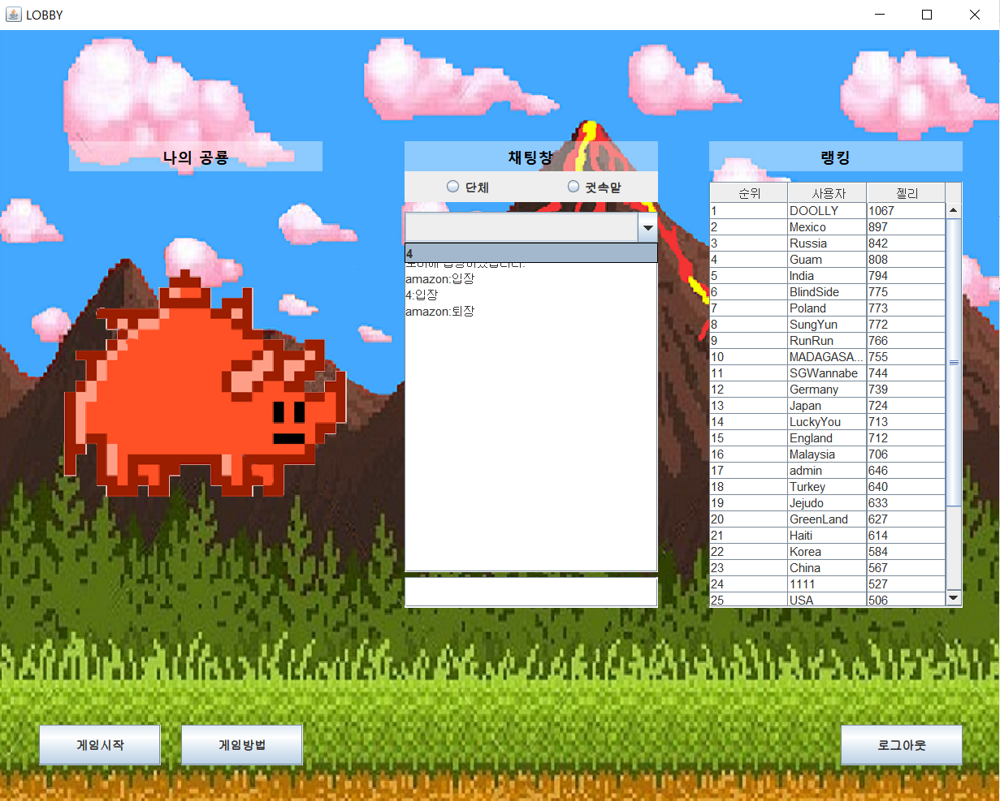 LOBBY
나의 공룡
채팅창
랭킹
단체
귓속말
4
amazon:입장
4:입장
amazon:퇴장
순위 사용자 젤리
1 DOOLLY 1067
2 Mexico 897
3 Russia 842
4 Guam 808
5 India 794
6 BlindSide 775
7 Poland 773
8 SungYun 772
9 RunRun 766
10 MADAGASA... 755
11 SGWannabe 744
12 Germany 739
13 Japan 724
14 LuckyYou 713
15 England 712
16 Malaysia 706
17 admin 646
18 Turkey 640
19 Jejudo 633
20 GreenLand 627
21 Haiti 614
22 Korea 584
23 China 567
24 1111 527
25 USA 506
게임시작
게임방법
로그아웃